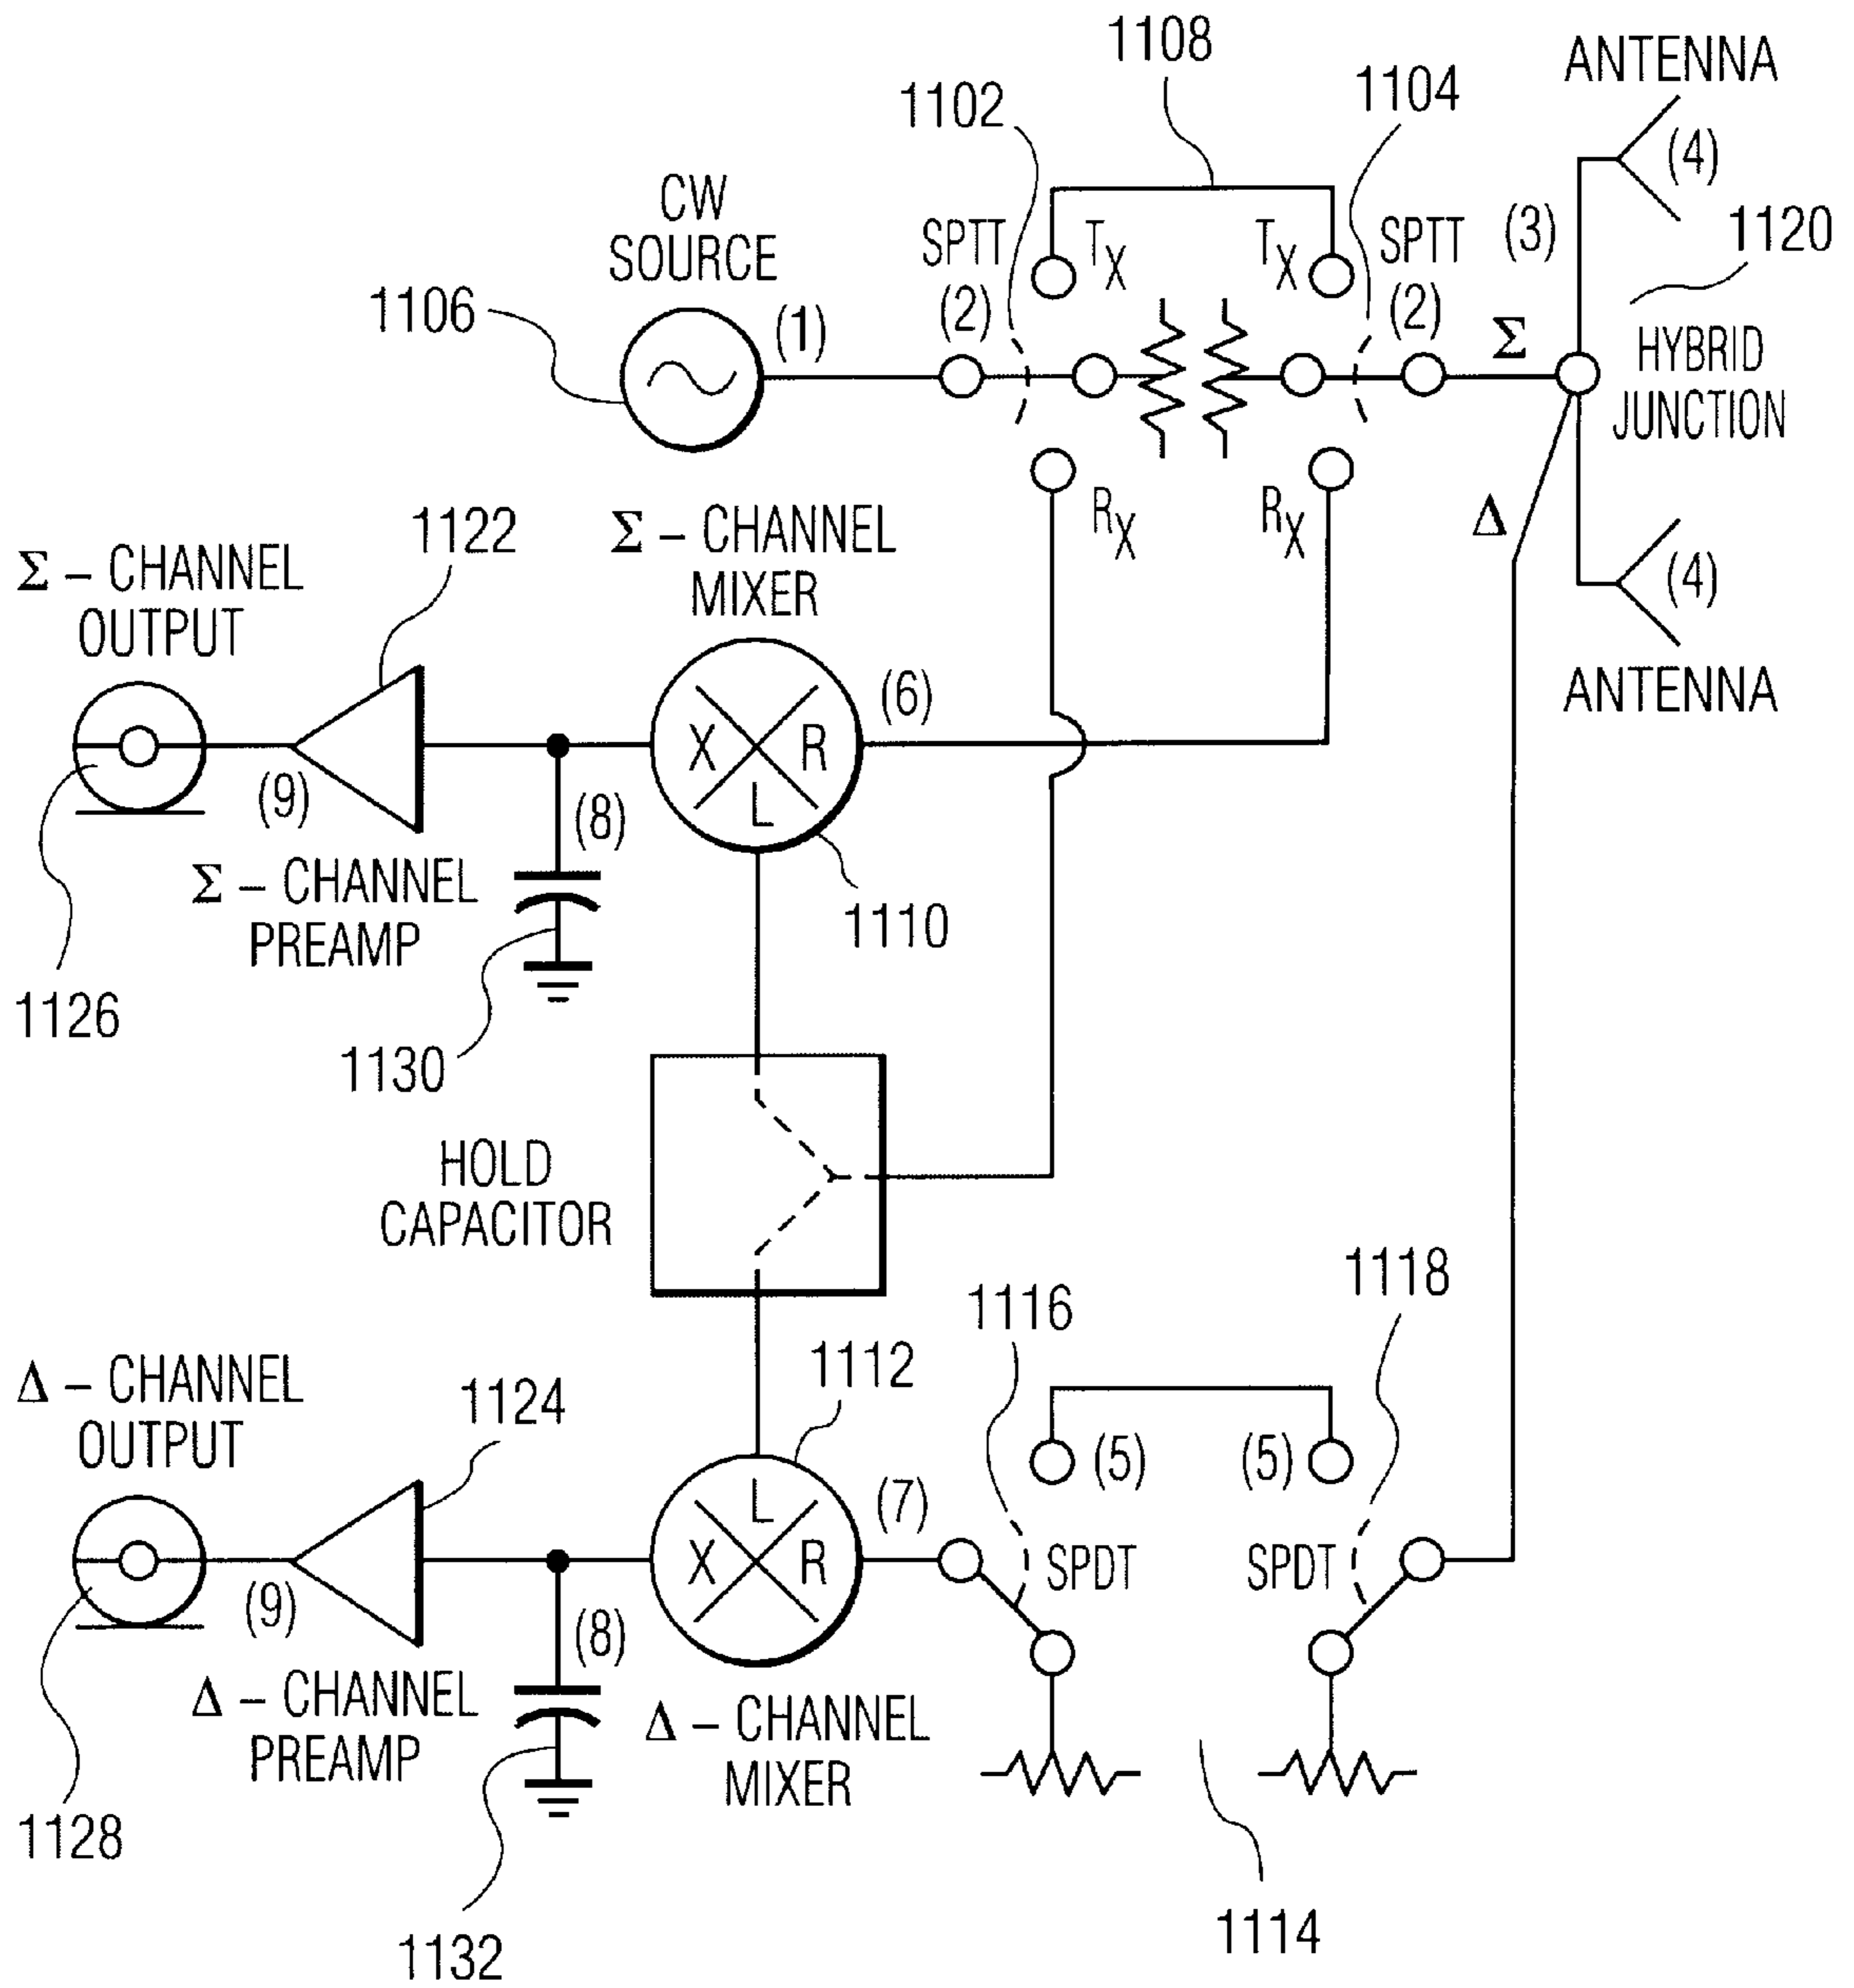 1108
ANTENNA
1102
1104
(4)
CW
SOURCE
SPTT
TX
TX
SPTT
(3)
1120
1106
(1)
(2)
(2)
Σ
HYBRID
JUNCTION
1122
Σ – CHANNEL
MIXER
RX
RX
Δ
Σ – CHANNEL
OUTPUT
(4)
ANTENNA
(6)
X
R
L
(9)
(8)
Σ – CHANNEL
PREAMP
1110
1126
1130
HOLD
CAPACITOR
1116
1118
1112
Δ – CHANNEL
OUTPUT
1124
(5)
(5)
L
(7)
X
R
SPDT
SPDT
(9)
(8)
Δ – CHANNEL
PREAMP
Δ – CHANNEL
MIXER
1128
1132
1114